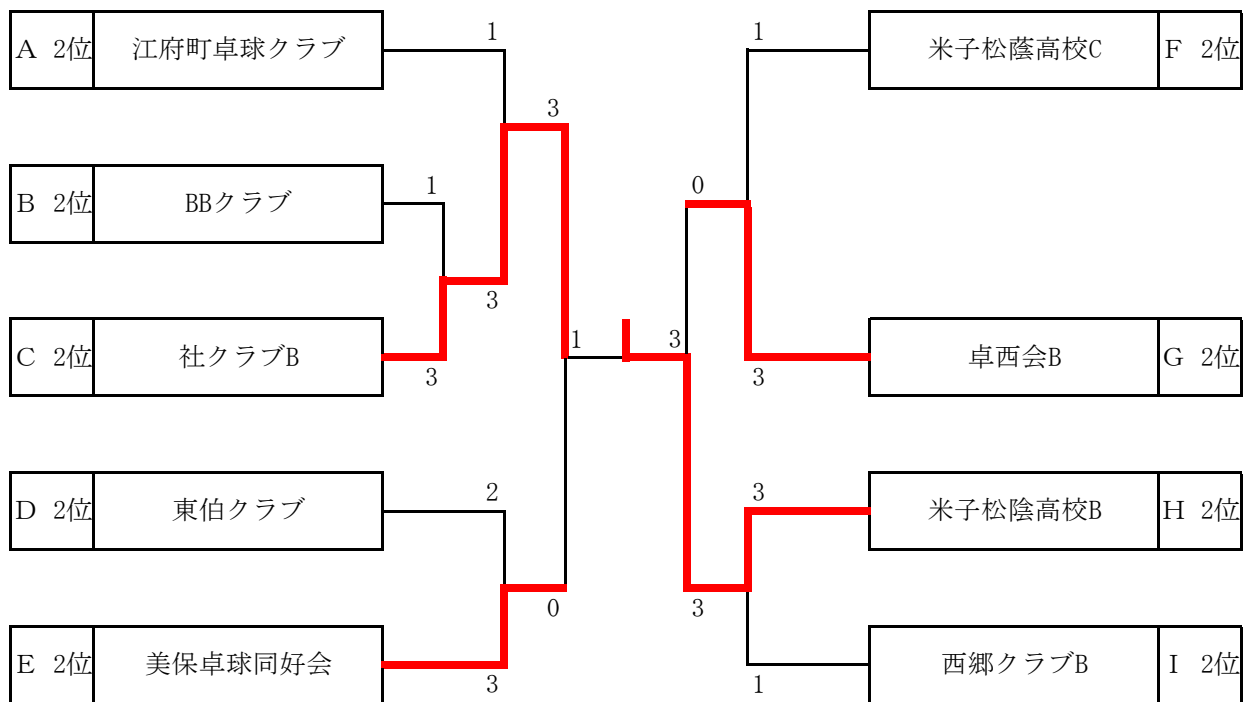 A 2位 江府町卓球クラブ 1 1 米子松蔭高校C F 2位
3
B 2位 BBクラブ 1 0
3
C 2位 社クラブB 3 1 3 3 卓西会B G 2位
D 2位 東伯クラブ 2 3 米子松陰高校B H 2位
0 3
E 2位 美保卓球同好会 3 1 西郷クラブB I 2位